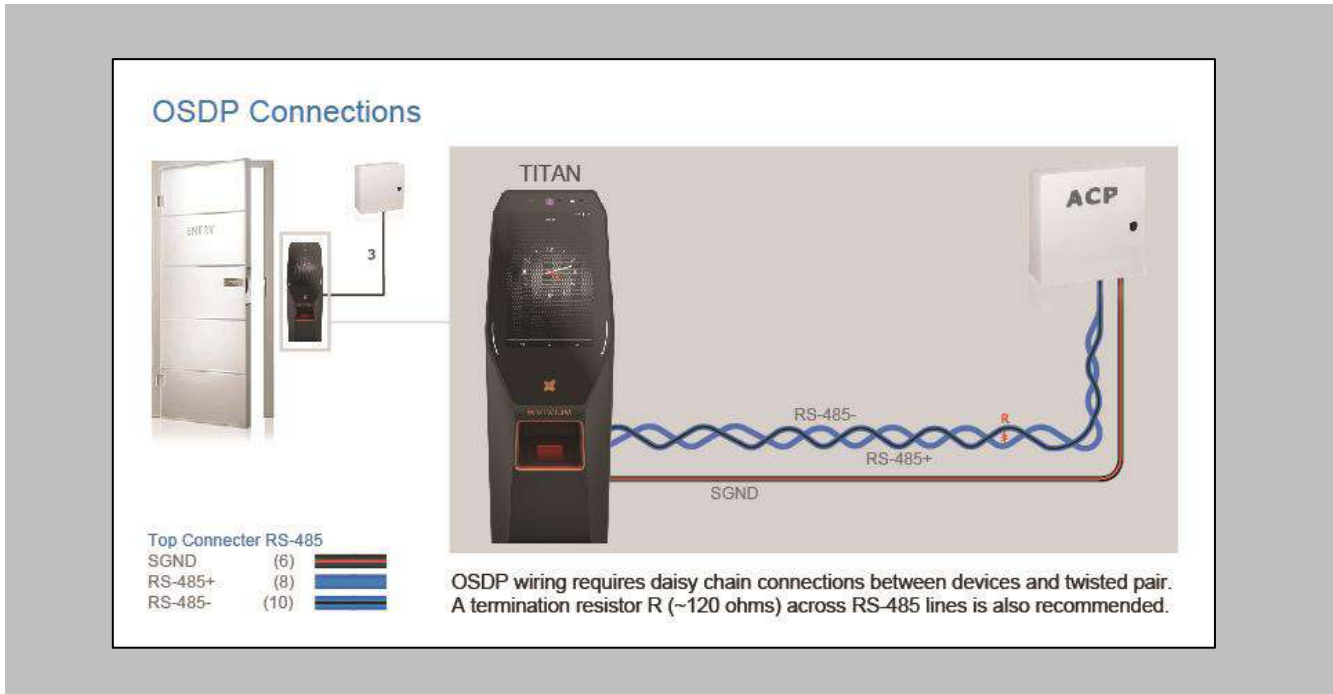 OSDP Connections
TITAN
ACP
3
R
RS-485-
RS-485+
SGND
Top Connecter RS-485
SGND (6)
RS-485+ (8)
RS-485- (10)
OSDP wiring requires daisy chain connections between devices and twisted pair.
A termination resistor R (~120 ohms) across RS-485 lines is also recommended.